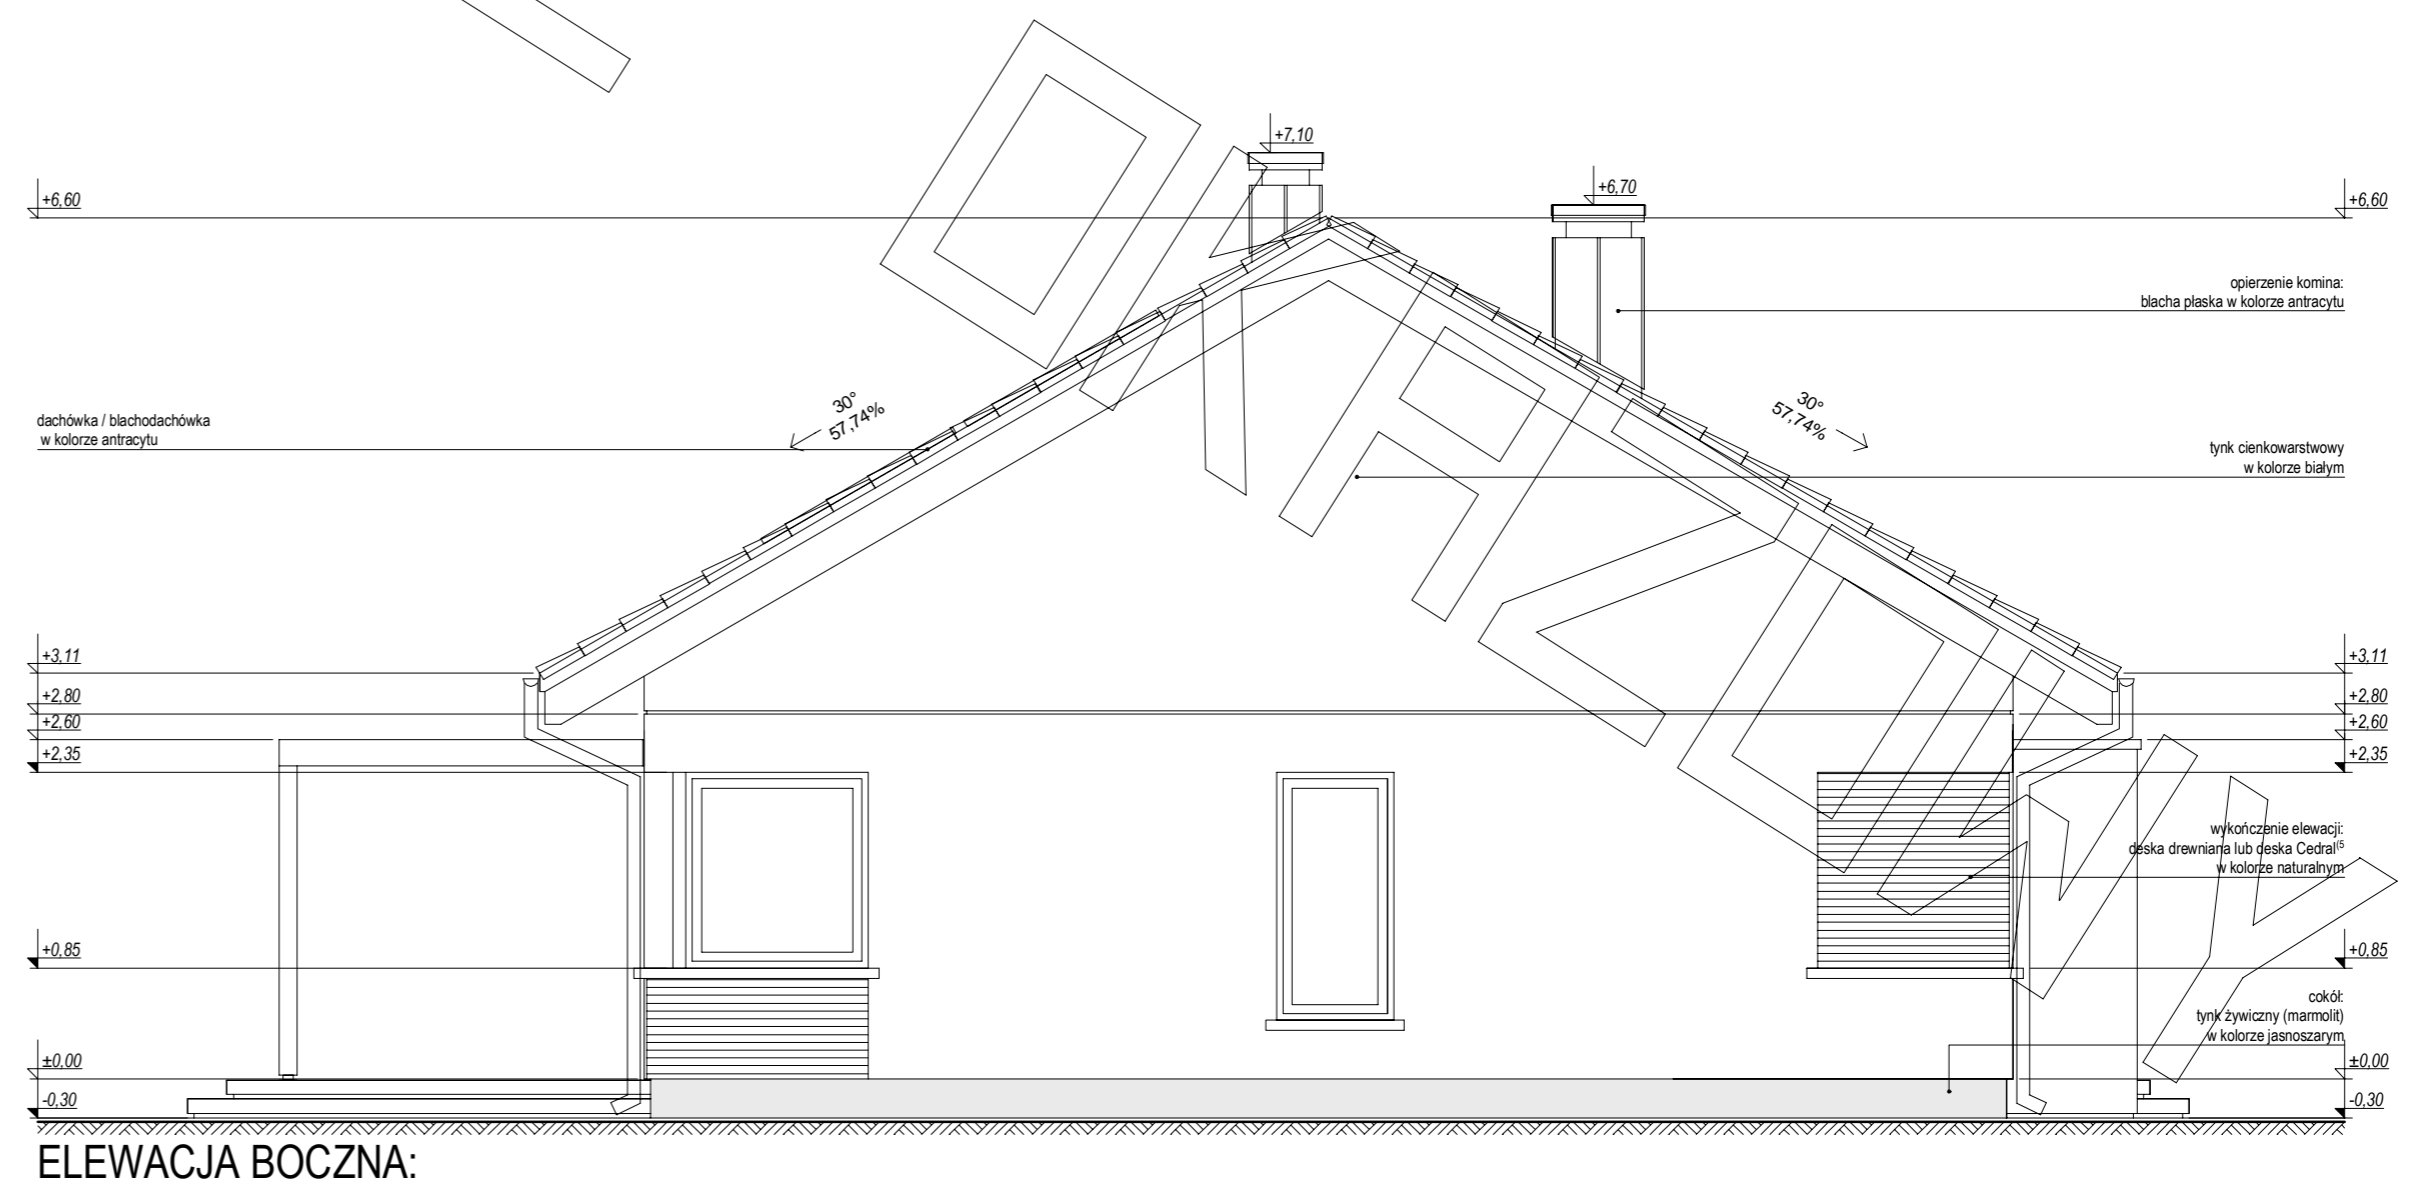 +7,10
+6,70
+6,60
+6,60
opierzenie komina:
blacha płaska w kolorze antracytu
30°
57,74%
30°
57,74%
dachówka / blachodachówka
w kolorze antracytu
tynk cienkowarstwowy
w kolorze białym
+3,11
+3,11
+2,80
+2,80
+2,60
+2,60
+2,35
+2,35
wykończenie elewacji:
deska drewniana lub deska Cedral(5
w kolorze naturalnym
+0,85
+0,85
cokół:
tynk żywiczny (marmolit)
w kolorze jasnoszarym
±0,00
±0,00
-0,30
-0,30
ELEWACJA BOCZNA: